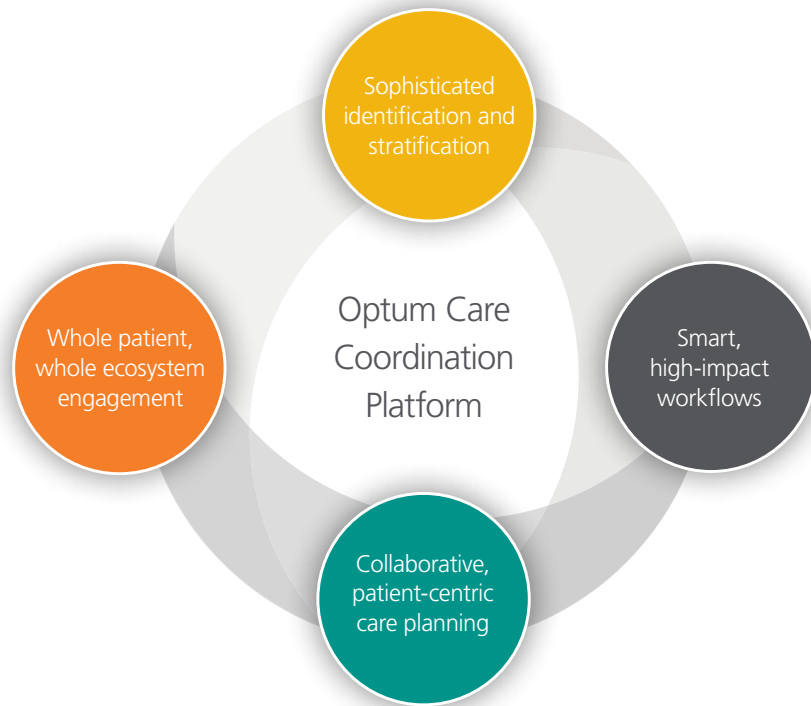 Sophisticated
identification and
stratification
Whole patient,
whole ecosystem
engagement
Optum Care
Coordination
Platform
Smart,
high-impact
workflows
Collaborative,
patient-centric
care planning